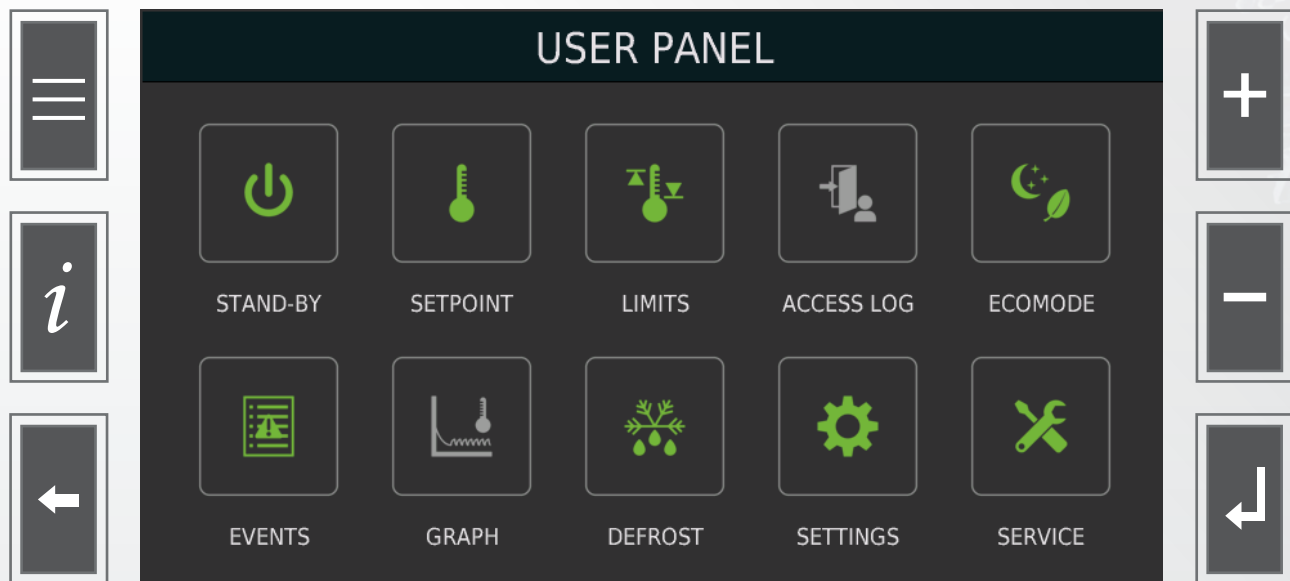 USER PANEL
STAND-BY SETPOINT LIMITS ACCESS LOG ECOMODE
EVENTS GRAPH DEFROST SETTINGS SERVICE